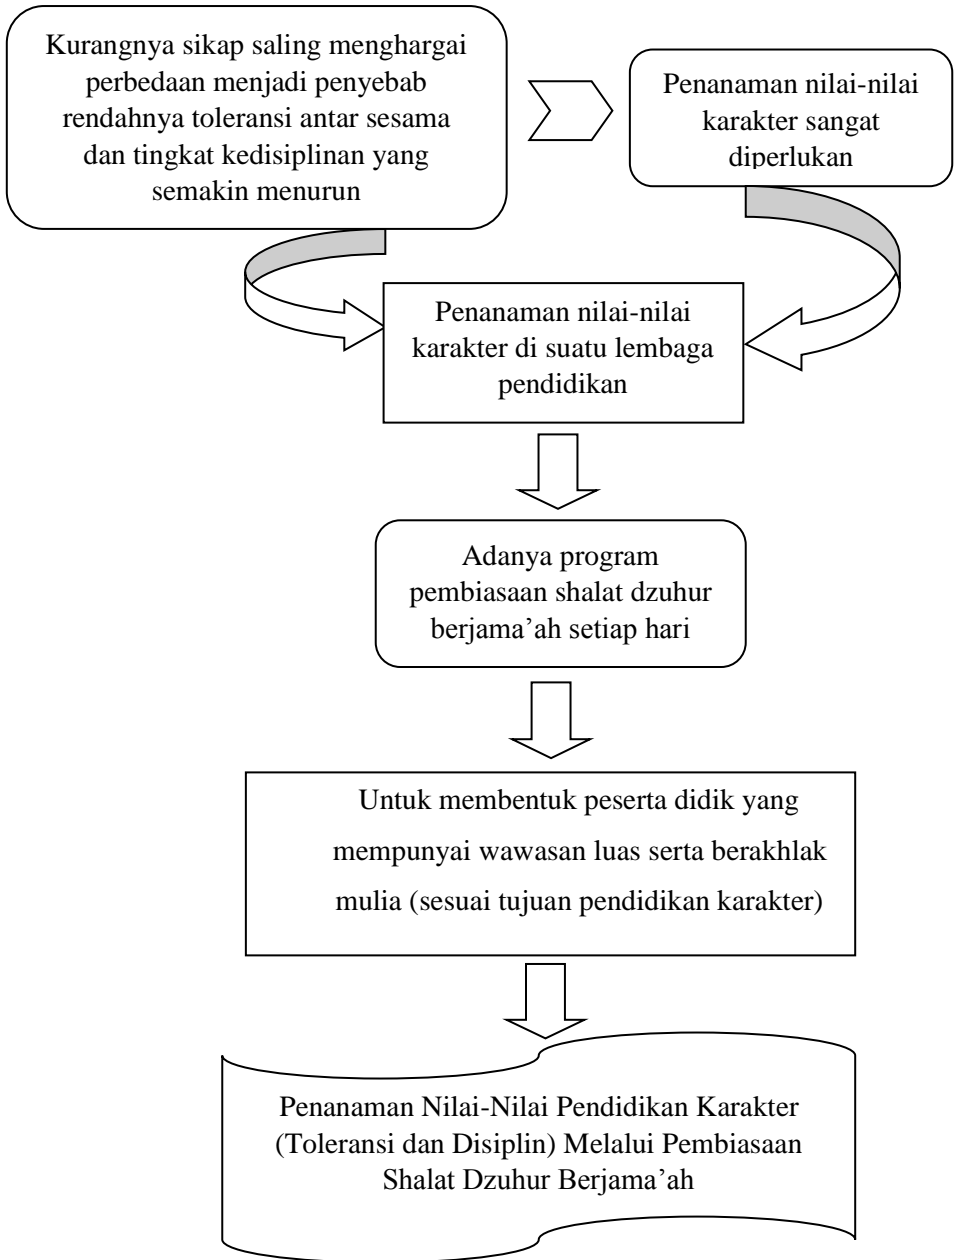 Kurangnya sikap saling menghargai
perbedaan menjadi penyebab
rendahnya toleransi antar sesama
dan tingkat kedisiplinan yang
semakin menurun
Penanaman nilai-nilai
karakter sangat
diperlukan
Penanaman nilai-nilai
karakter di suatu lembaga
pendidikan
Adanya program
pembiasaan shalat dzuhur
berjama’ah setiap hari
Untuk membentuk peserta didik yang
mempunyai wawasan luas serta berakhlak
mulia (sesuai tujuan pendidikan karakter)
Penanaman Nilai-Nilai Pendidikan Karakter
(Toleransi dan Disiplin) Melalui Pembiasaan
Shalat Dzuhur Berjama’ah